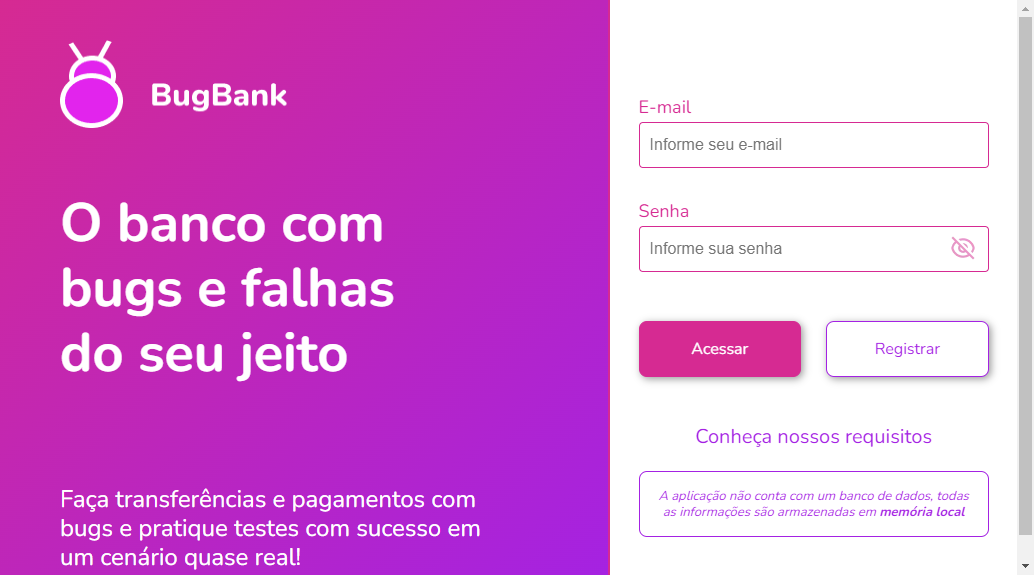 BugBank
O banco com
bugs e falhas
do seu jeito
Faça transferências e pagamentos com
bugs e pratique testes com sucesso em
um cenário quase real!
E-mail
Informe seu e-mail
Senha
Informe sua senha
Acessar
Registrar
Conheça nossos requisitos
A aplicação não conta com um banco de dados, todas
as informações são armazenadas em memória local